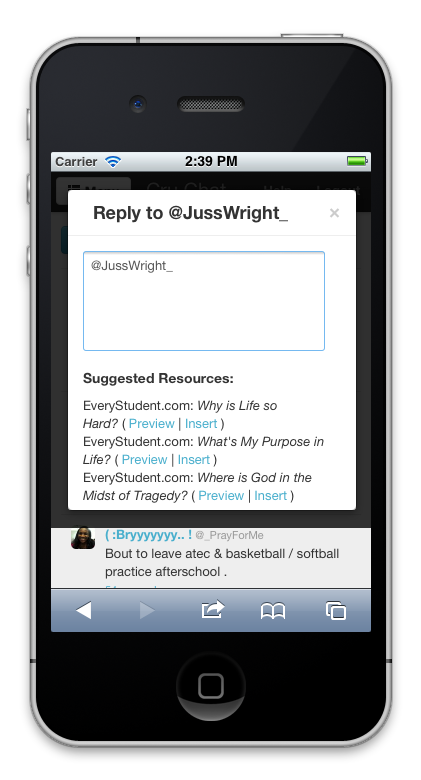 Carrier
2:39 PM
Reply to @JussWright_ ×
@JussWright_
Suggested Resources:
EveryStudent.com: Why is Life so
Hard? ( Preview | Insert )
EveryStudent.com: What's My Purpose in
Life? ( Preview | Insert )
EveryStudent.com: Where is God in the
Midst of Tragedy? ( Preview | Insert )
( :Bryyyyyyy.. ! @_PrayForMe
Bout to leave atec & basketball / softball
practice afterschool .